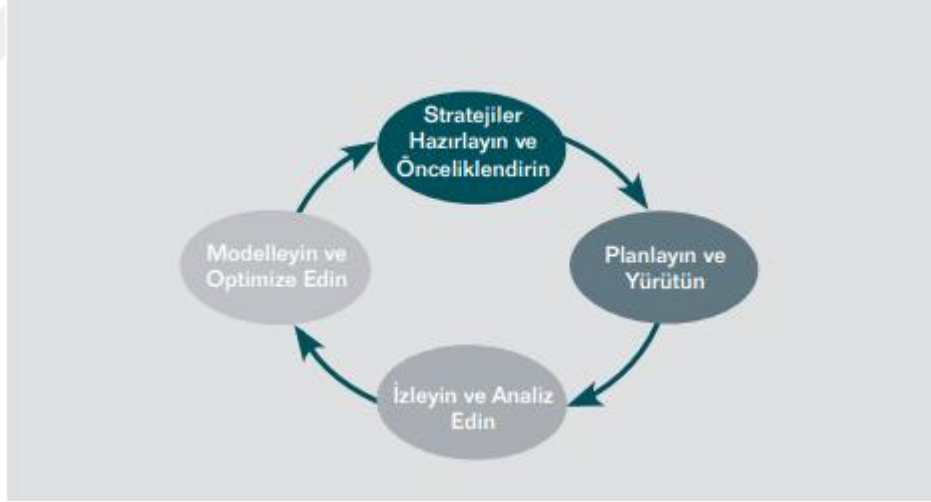 Stratejiler
Hazırlayın ve
Önceliklendirin
Planlayın ve
Yürütün
İzleyin ve Analiz
Edin
Modelleyin ve
Optimize Edin